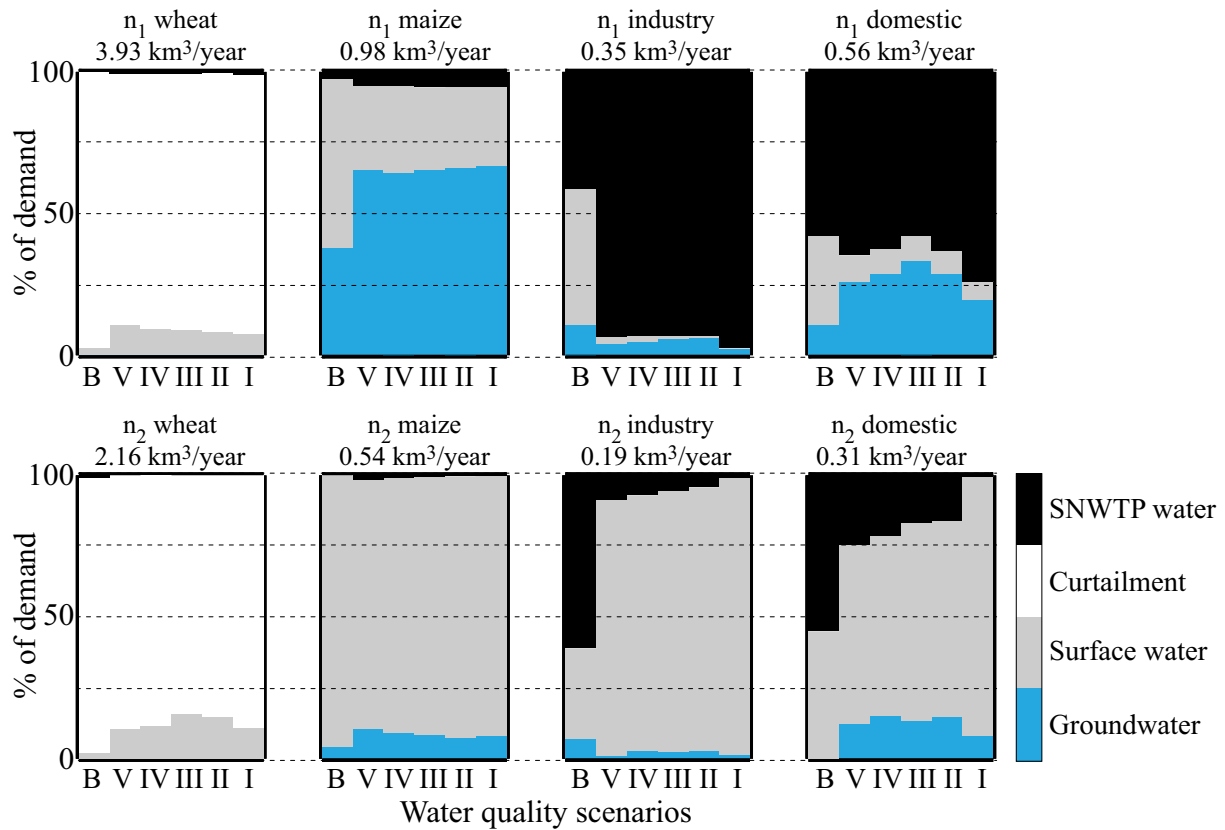 n₁ wheat
3.93 km³/year
n₁ maize
0.98 km³/year
n₁ industry
0.35 km³/year
n₁ domestic
0.56 km³/year
% of demand
100
50
0
B V IV III II I
B V IV III II I
B V IV III II I
B V IV III II I
n₂ wheat
2.16 km³/year
n₂ maize
0.54 km³/year
n₂ industry
0.19 km³/year
n₂ domestic
0.31 km³/year
% of demand
100
50
0
B V IV III II I
B V IV III II I
B V IV III II I
B V IV III II I
Water quality scenarios
SNWTP water
Curtailment
Surface water
Groundwater